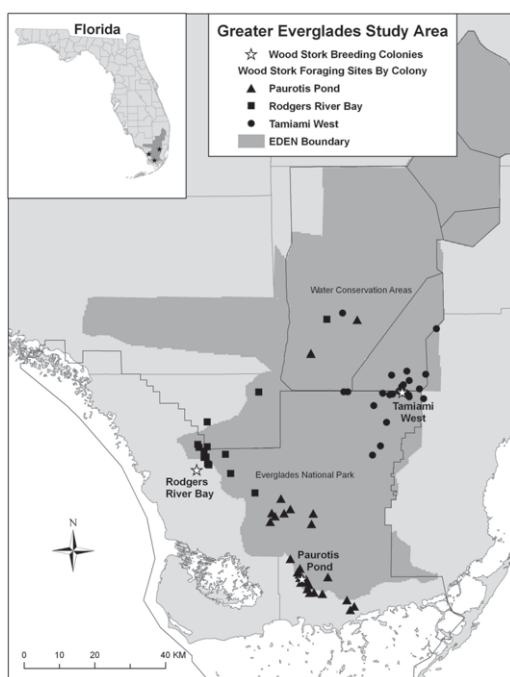 Florida
Greater Everglades Study Area
Wood Stork Breeding Colonies
Wood Stork Foraging Sites By Colony
Paurotis Pond
Rodgers River Bay
Tamiami West
EDEN Boundary
Water Conservation Areas
Tamiami
West
Everglades National Park
Rodgers
River Bay
Paurotis
Pond
N
0 10 20 40 KM